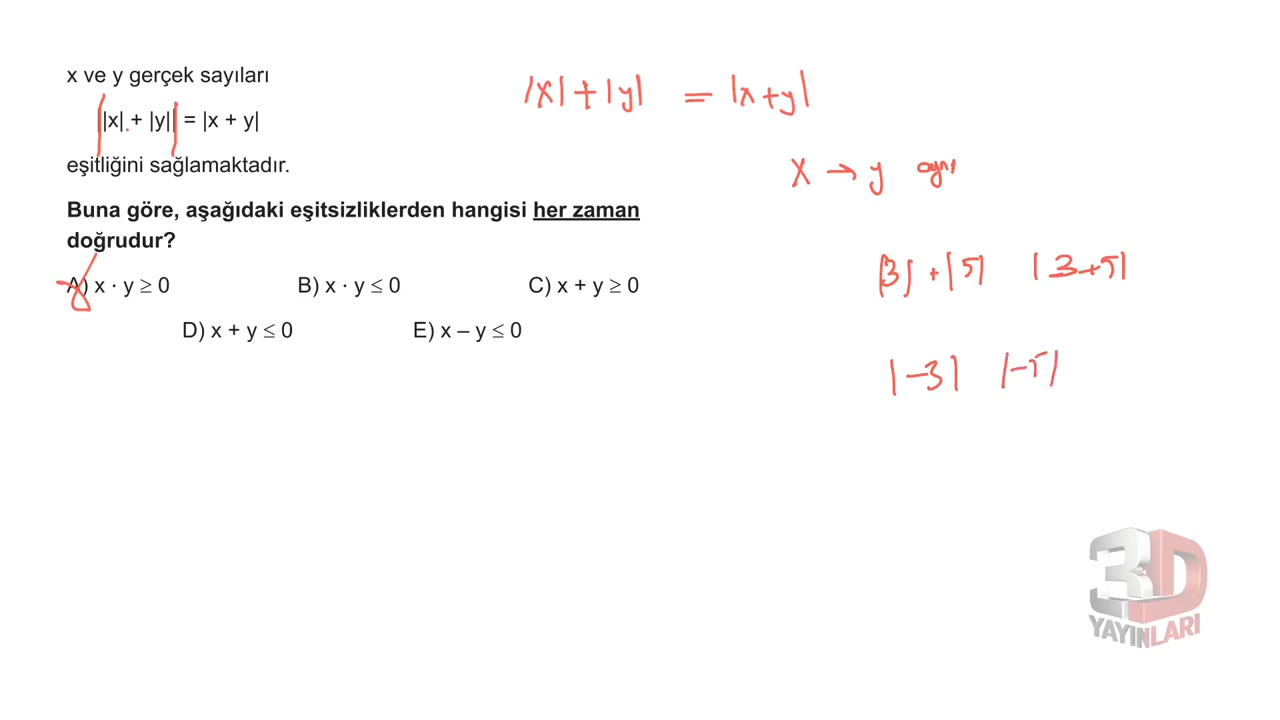 x ve y gerçek sayıları
||x| + |y|| = |x + y|
eşitliğini sağlamaktadır.
Buna göre, aşağıdaki eşitsizliklerden hangisi her zaman
doğrudur?
A) x · y ≥ 0 B) x · y ≤ 0 C) x + y ≥ 0
D) x + y ≤ 0 E) x – y ≤ 0
|x| + |y| = |x+y|
x → y aynı
|3| + |5| |3+5|
|-3| |-5|
3D
YAYINLARI